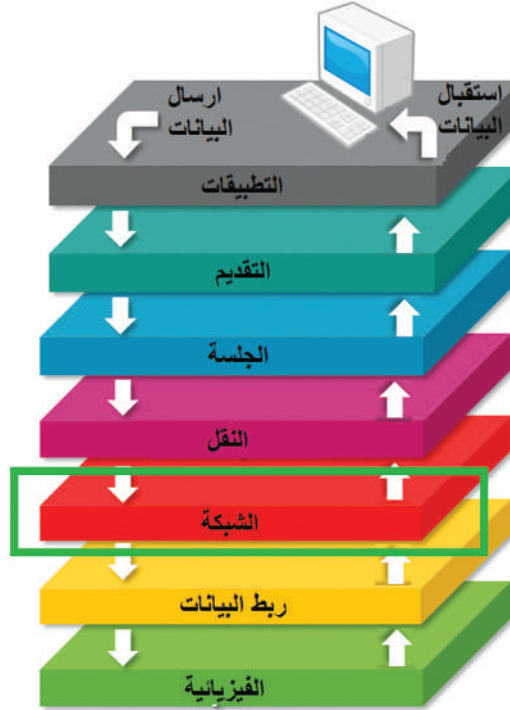 استقبال
البيانات
ارسال
البيانات
التطبيقات
التقديم
الجلسة
النقل
الشبكة
ربط البيانات
الفيزيائية